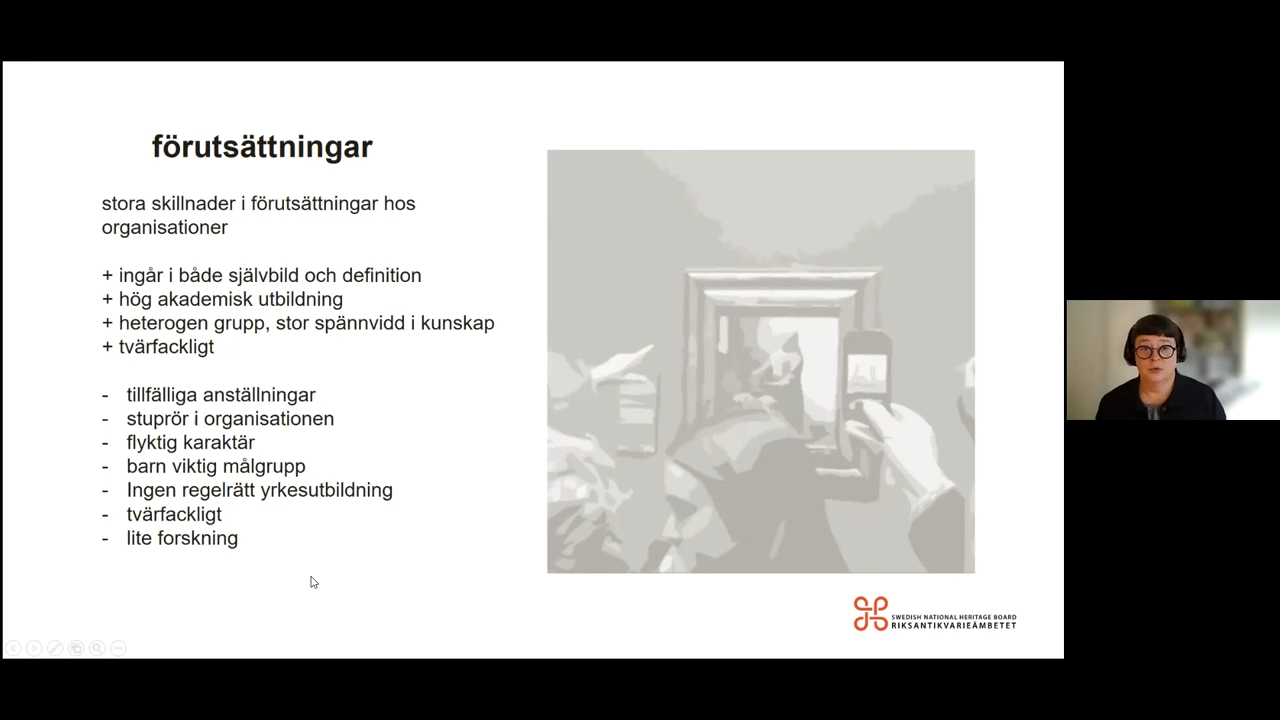 förutsättningar
stora skillnader i förutsättningar hos
organisationer
+ ingår i både självbild och definition
+ hög akademisk utbildning
+ heterogen grupp, stor spännvidd i kunskap
+ tvärfackligt
- tillfälliga anställningar
- stuprör i organisationen
- flyktig karaktär
- barn viktig målgrupp
- Ingen regelrätt yrkesutbildning
- tvärfackligt
- lite forskning
SWEDISH NATIONAL HERITAGE BOARD
RIKSANTIKVARIEÄMBETET